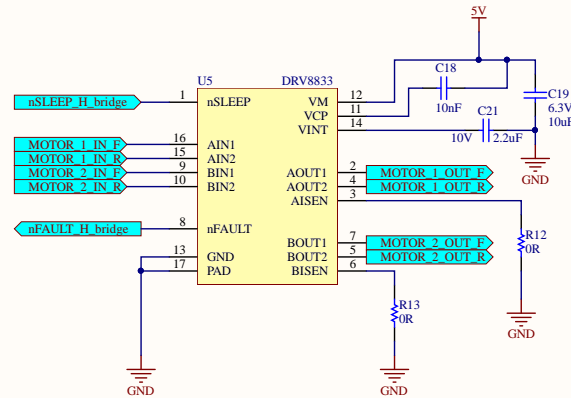 5V
U5 DRV8833
C18
10nF
C19
6.3V
10uF
C21
10V 2.2uF
GND
nSLEEP_H_bridge 1 nSLEEP VM 12
VCP 11
VINT 14
MOTOR_1_IN_F 16 AIN1
MOTOR_1_IN_R 15 AIN2
MOTOR_2_IN_F 9 BIN1
MOTOR_2_IN_R 10 BIN2
AOUT1 2 MOTOR_1_OUT_F
AOUT2 4 MOTOR_1_OUT_R
AISEN 3
nFAULT_H_bridge 8 nFAULT
BOUT1 7 MOTOR_2_OUT_F
BOUT2 5 MOTOR_2_OUT_R
BISEN 6
13 GND
17 PAD
R12
0R
R13
0R
GND
GND
GND